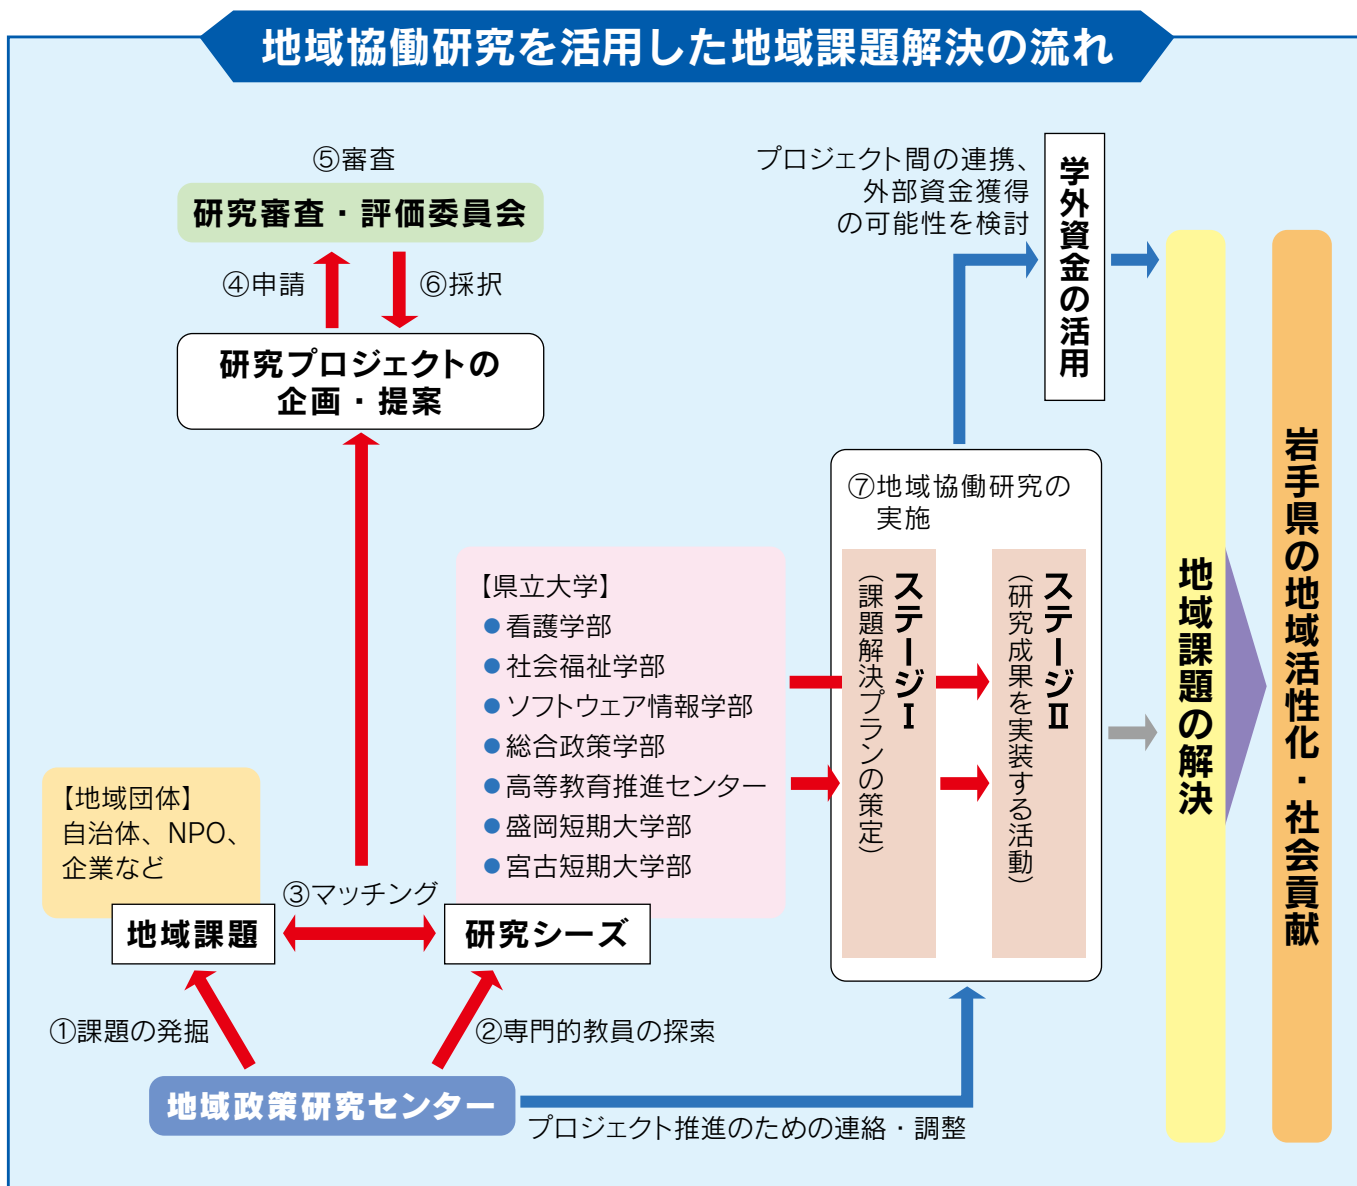 地域協働研究を活用した地域課題解決の流れ
⑤審査
研究審査・評価委員会
④申請
⑥採択
研究プロジェクトの
企画・提案
プロジェクト間の連携、
外部資金獲得
の可能性を検討
学外資金の活用
⑦地域協働研究の
実施
ステージⅠ
（課題解決プランの策定）
ステージⅡ
（研究成果を実装する活動）
地域課題の解決
岩手県の地域活性化・社会貢献
【県立大学】
●看護学部
●社会福祉学部
●ソフトウェア情報学部
●総合政策学部
●高等教育推進センター
●盛岡短期大学部
●宮古短期大学部
【地域団体】
自治体、NPO、
企業など
③マッチング
地域課題
研究シーズ
①課題の発掘
②専門的教員の探索
地域政策研究センター
プロジェクト推進のための連絡・調整